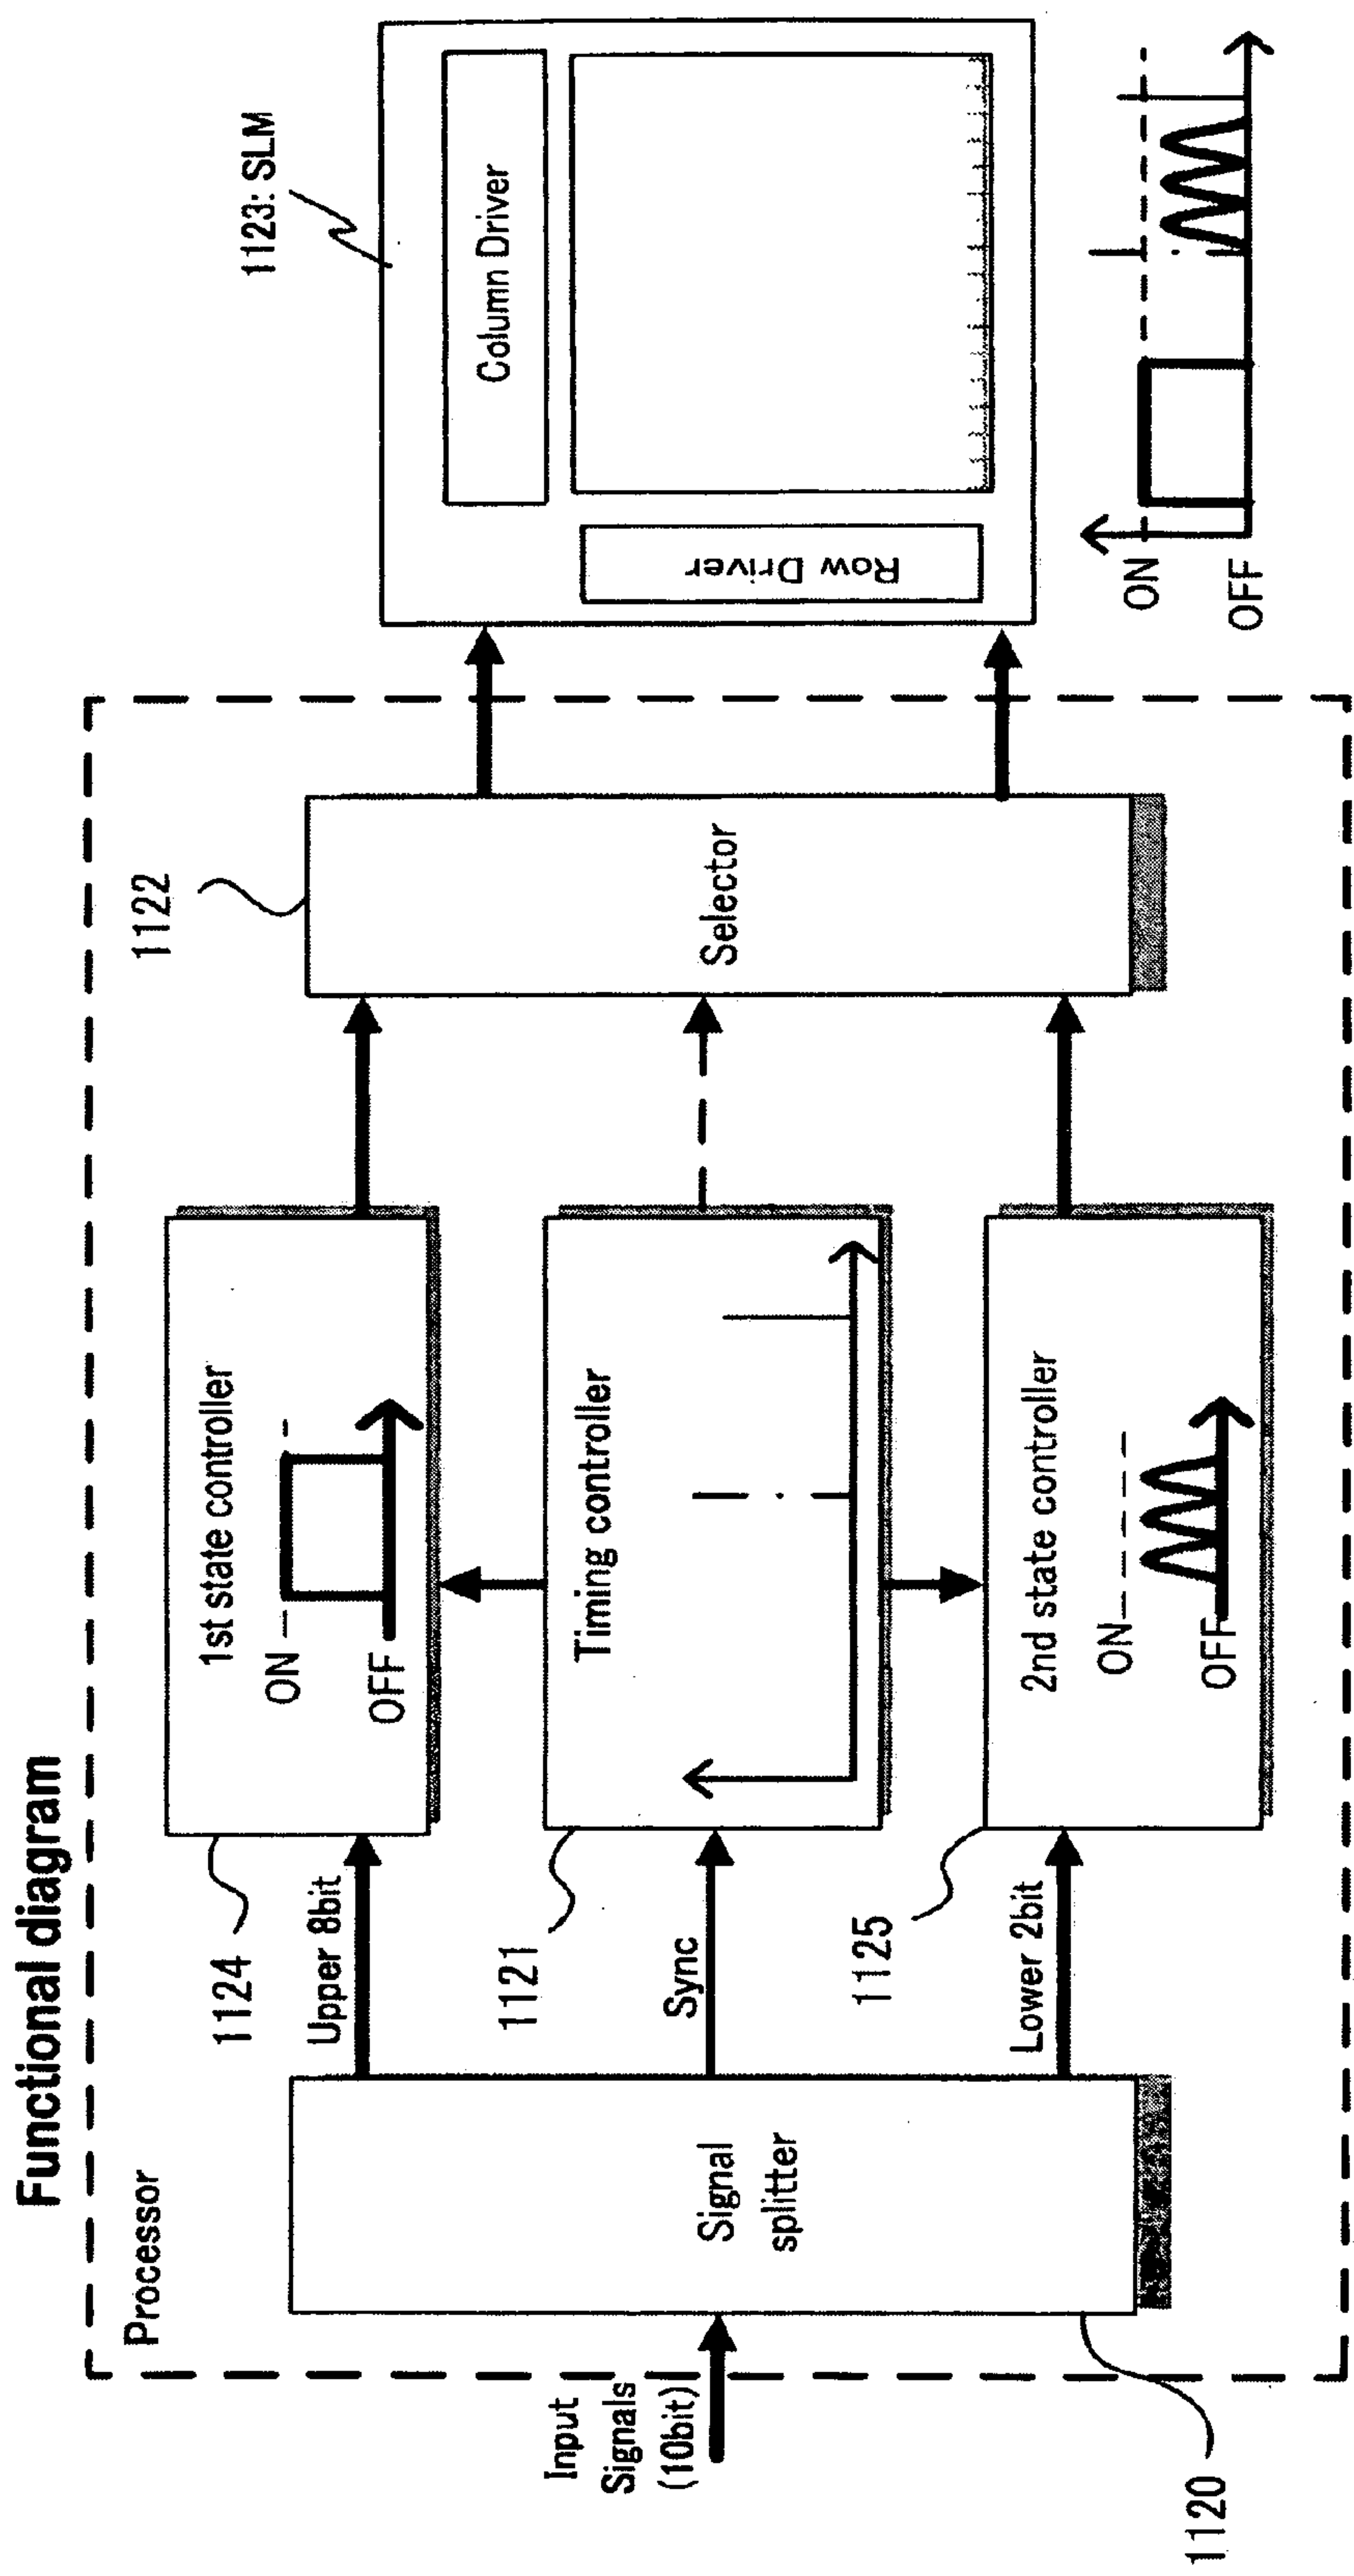 Functional diagram
Processor
Input
Signals
(10bit)
1120
Signal
splitter
Upper 8bit
Sync
Lower 2bit
1124
1st state controller
ON
OFF
1121
Timing controller
1125
2nd state controller
ON
OFF
1122
Selector
1123: SLM
Column Driver
Row Driver
ON
OFF